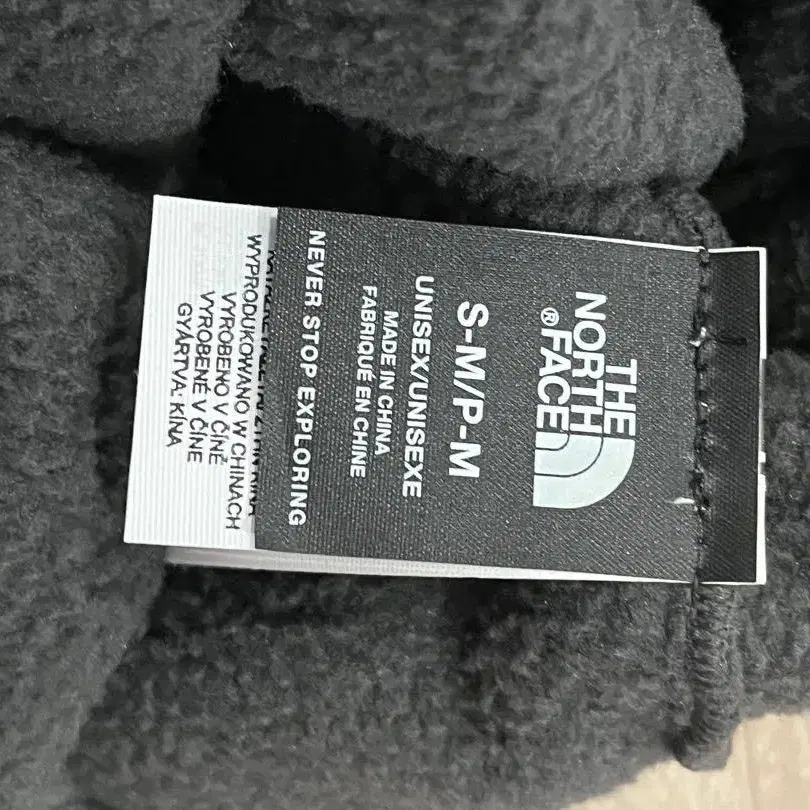 THE
NORTH
FACE®
S-M/P-M
UNISEX/UNISEXE
MADE IN CHINA
FABRIQUÉ EN CHINE
NEVER STOP EXPLORING
WYPRODUKOWANO W CHINACH
VYROBENO V ČÍNĚ
VYROBENÉ V ČÍNE
GYÁRTVA: KÍNA